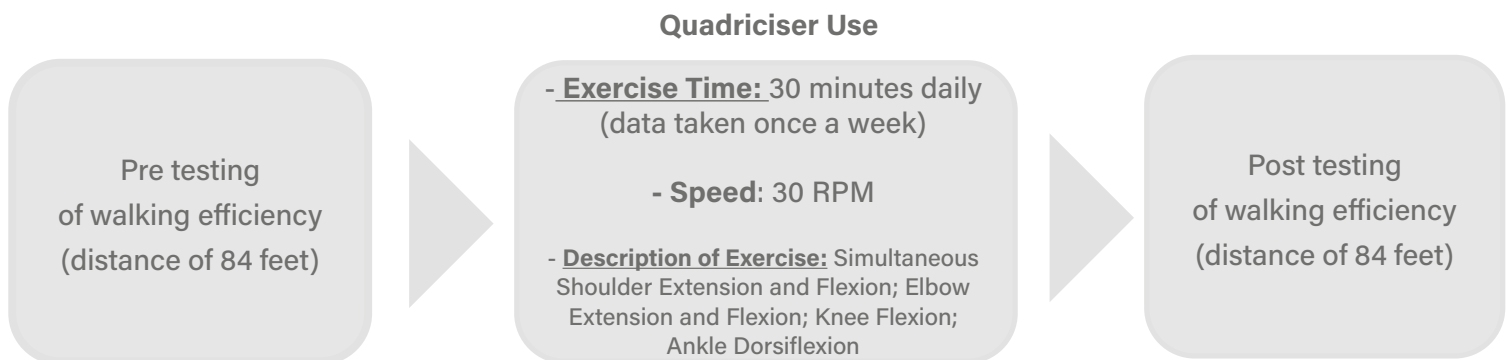 Quadriciser Use
Pre testing
of walking efficiency
(distance of 84 feet)
- Exercise Time: 30 minutes daily
(data taken once a week)
- Speed: 30 RPM
- Description of Exercise: Simultaneous
Shoulder Extension and Flexion; Elbow
Extension and Flexion; Knee Flexion;
Ankle Dorsiflexion
Post testing
of walking efficiency
(distance of 84 feet)